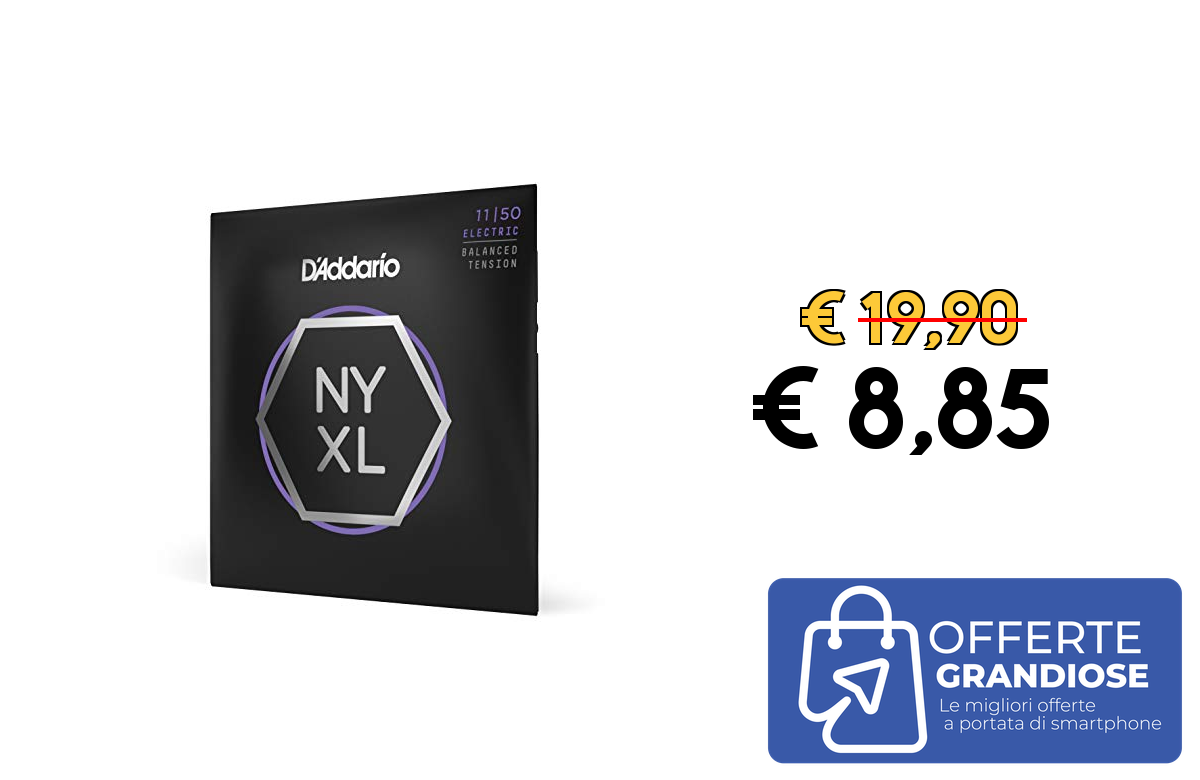 11|50
ELECTRIC
BALANCED
TENSION
D'Addario
NY
XL
€ 19,90
€ 8,85
OFFERTE
GRANDIOSE
Le migliori offerte
a portata di smartphone